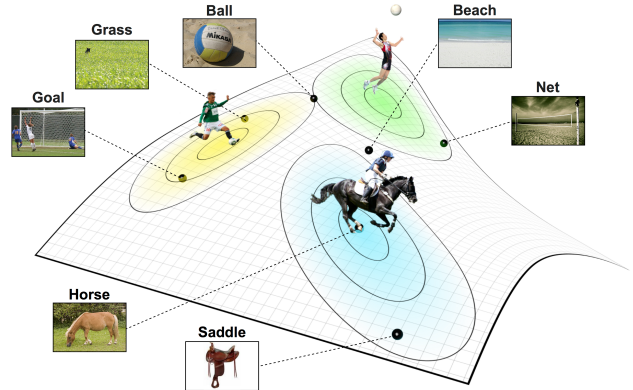 Ball
Beach
Grass
MIKASA
Net
Goal
Horse
Saddle